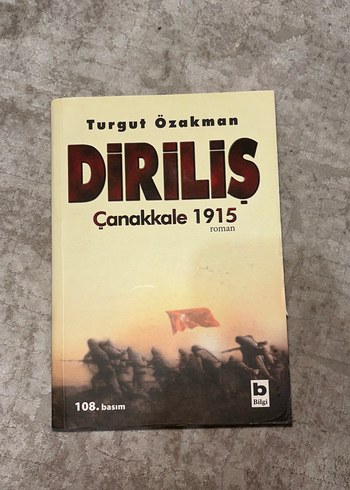 Turgut Özakman
DİRİLİŞ
Çanakkale 1915
roman
108. basım
b
Bilgi